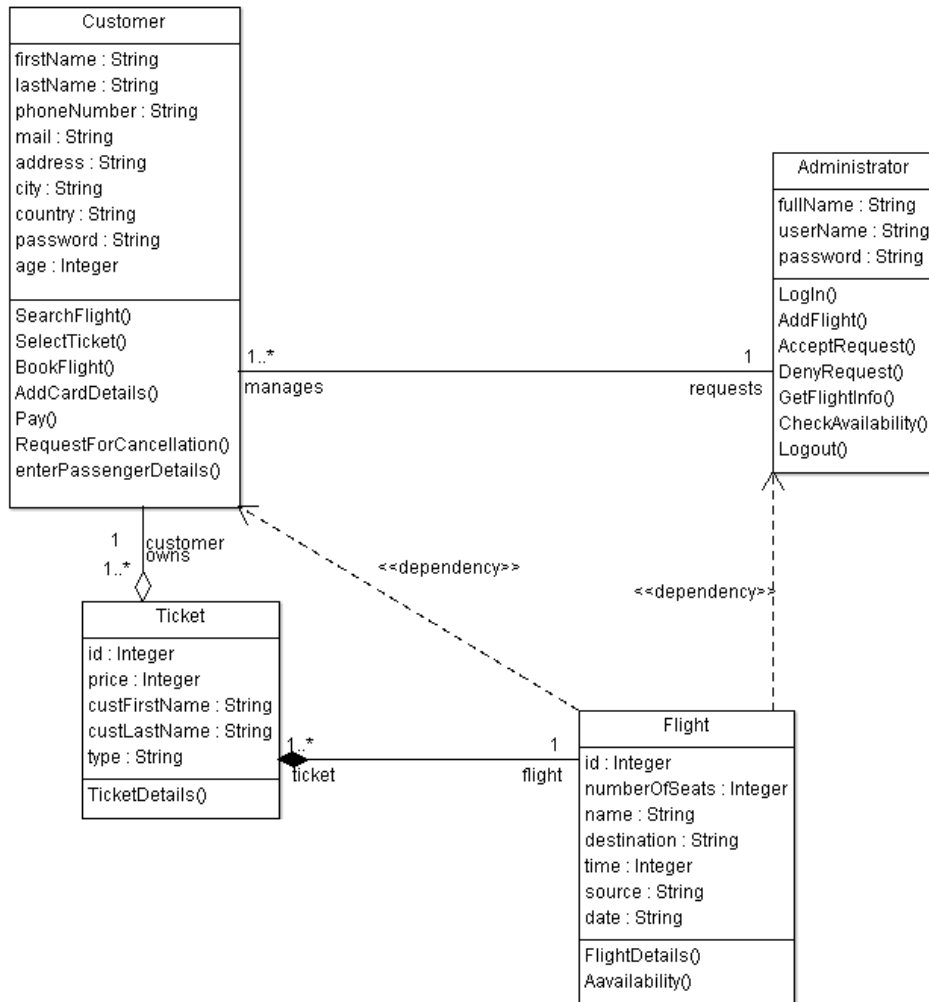 Customer
firstName : String
lastName : String
phoneNumber : String
mail : String
address : String
city : String
country : String
password : String
age : Integer
SearchFlight()
SelectTicket()
BookFlight()
AddCardDetails()
Pay()
RequestForCancellation()
enterPassengerDetails()
Administrator
fullName : String
userName : String
password : String
LogIn()
AddFlight()
AcceptRequest()
DenyRequest()
GetFlightInfo()
CheckAvailability()
Logout()
1..*
manages
1
requests
1
customer
owns
1..*
<<dependency>>
<<dependency>>
Ticket
id : Integer
price : Integer
custFirstName : String
custLastName : String
type : String
TicketDetails()
1..*
ticket
1
flight
Flight
id : Integer
numberOfSeats : Integer
name : String
destination : String
time : Integer
source : String
date : String
FlightDetails()
Aavailability()